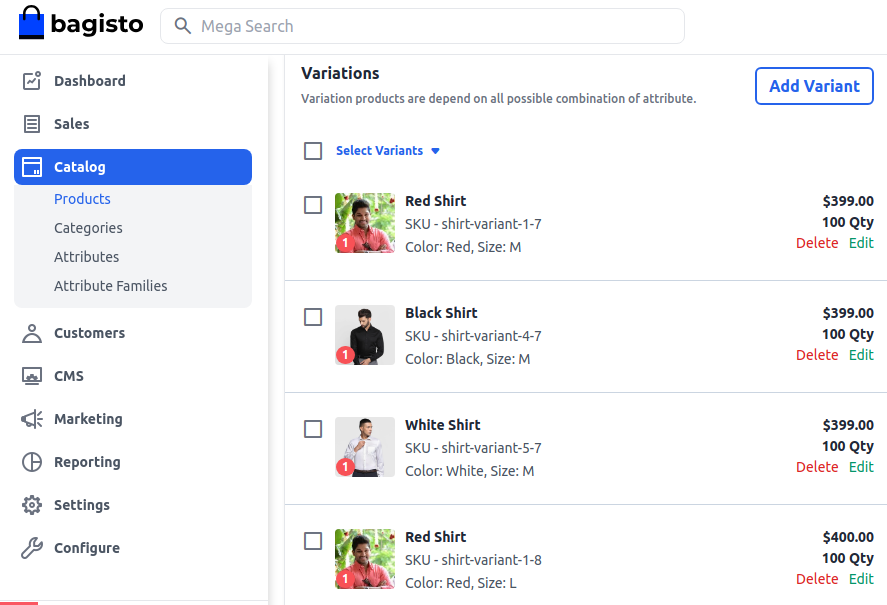 bagisto
Mega Search
Dashboard
Sales
Catalog
Products
Categories
Attributes
Attribute Families
Customers
CMS
Marketing
Reporting
Settings
Configure
Variations
Variation products are depend on all possible combination of attribute.
Add Variant
Select Variants
1
Red Shirt
SKU - shirt-variant-1-7
Color: Red, Size: M
$399.00
100 Qty
Delete Edit
1
Black Shirt
SKU - shirt-variant-4-7
Color: Black, Size: M
$399.00
100 Qty
Delete Edit
1
White Shirt
SKU - shirt-variant-5-7
Color: White, Size: M
$399.00
100 Qty
Delete Edit
1
Red Shirt
SKU - shirt-variant-1-8
Color: Red, Size: L
$400.00
100 Qty
Delete Edit